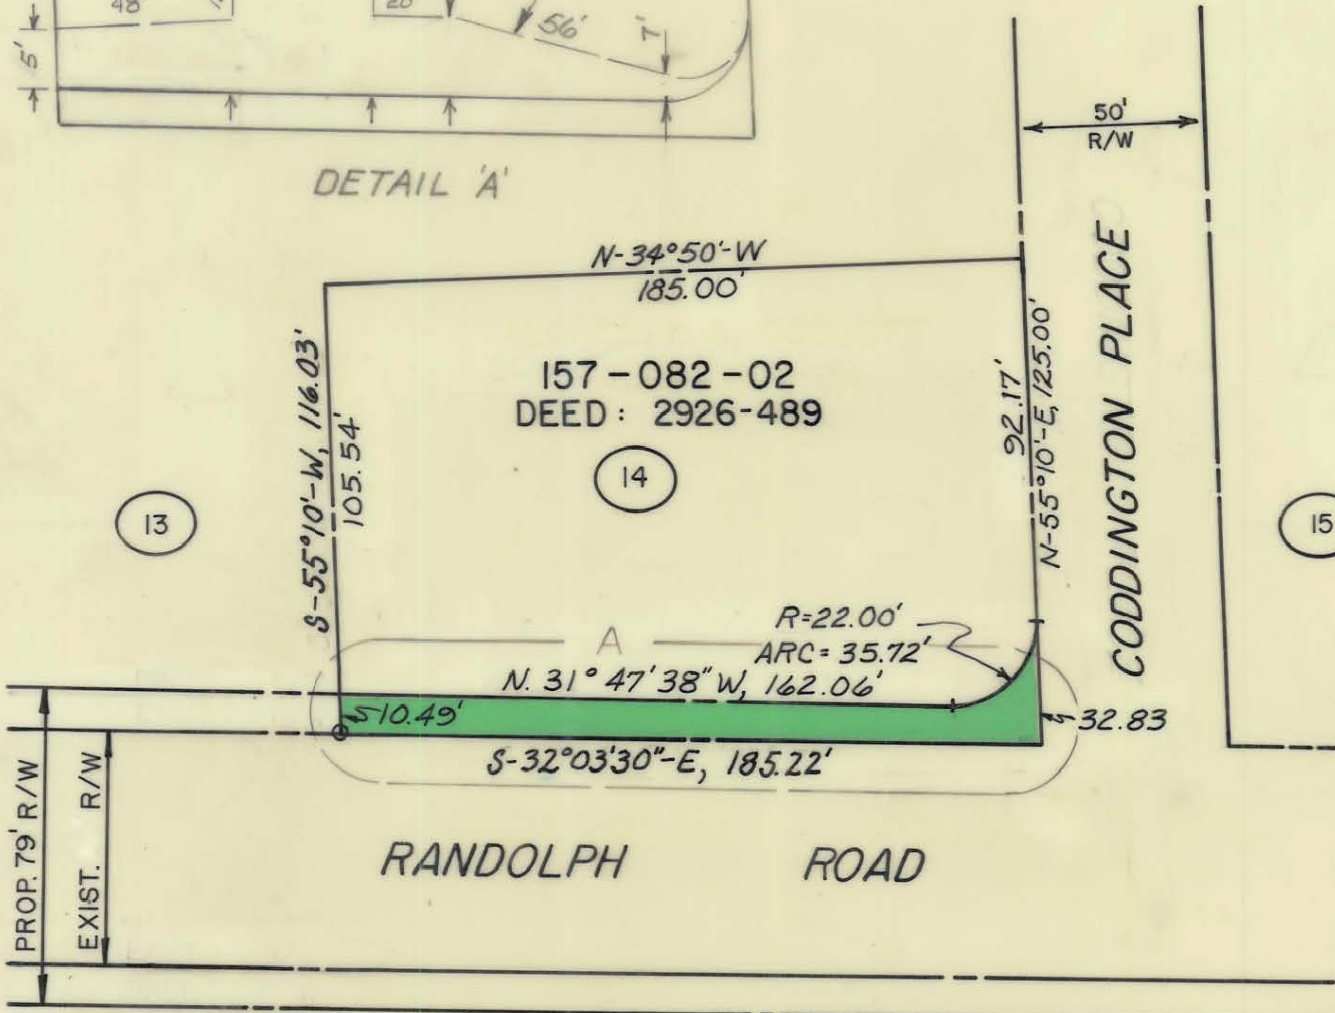 48
20
5'
56'
7'
DETAIL 'A'
50'
R/W
N-34°50'-W
185.00'
S-55°10'-W, 116.03'
105.54'
157-082-02
DEED: 2926-489
14
13
15
92.17'
N-55°10'-E, 125.00'
CODDINGTON PLACE
A
R=22.00'
ARC= 35.72'
N. 31° 47' 38" W, 162.06'
10.49'
32.83
S-32°03'30"-E, 185.22'
PROP. 79' R/W
EXIST. R/W
RANDOLPH ROAD